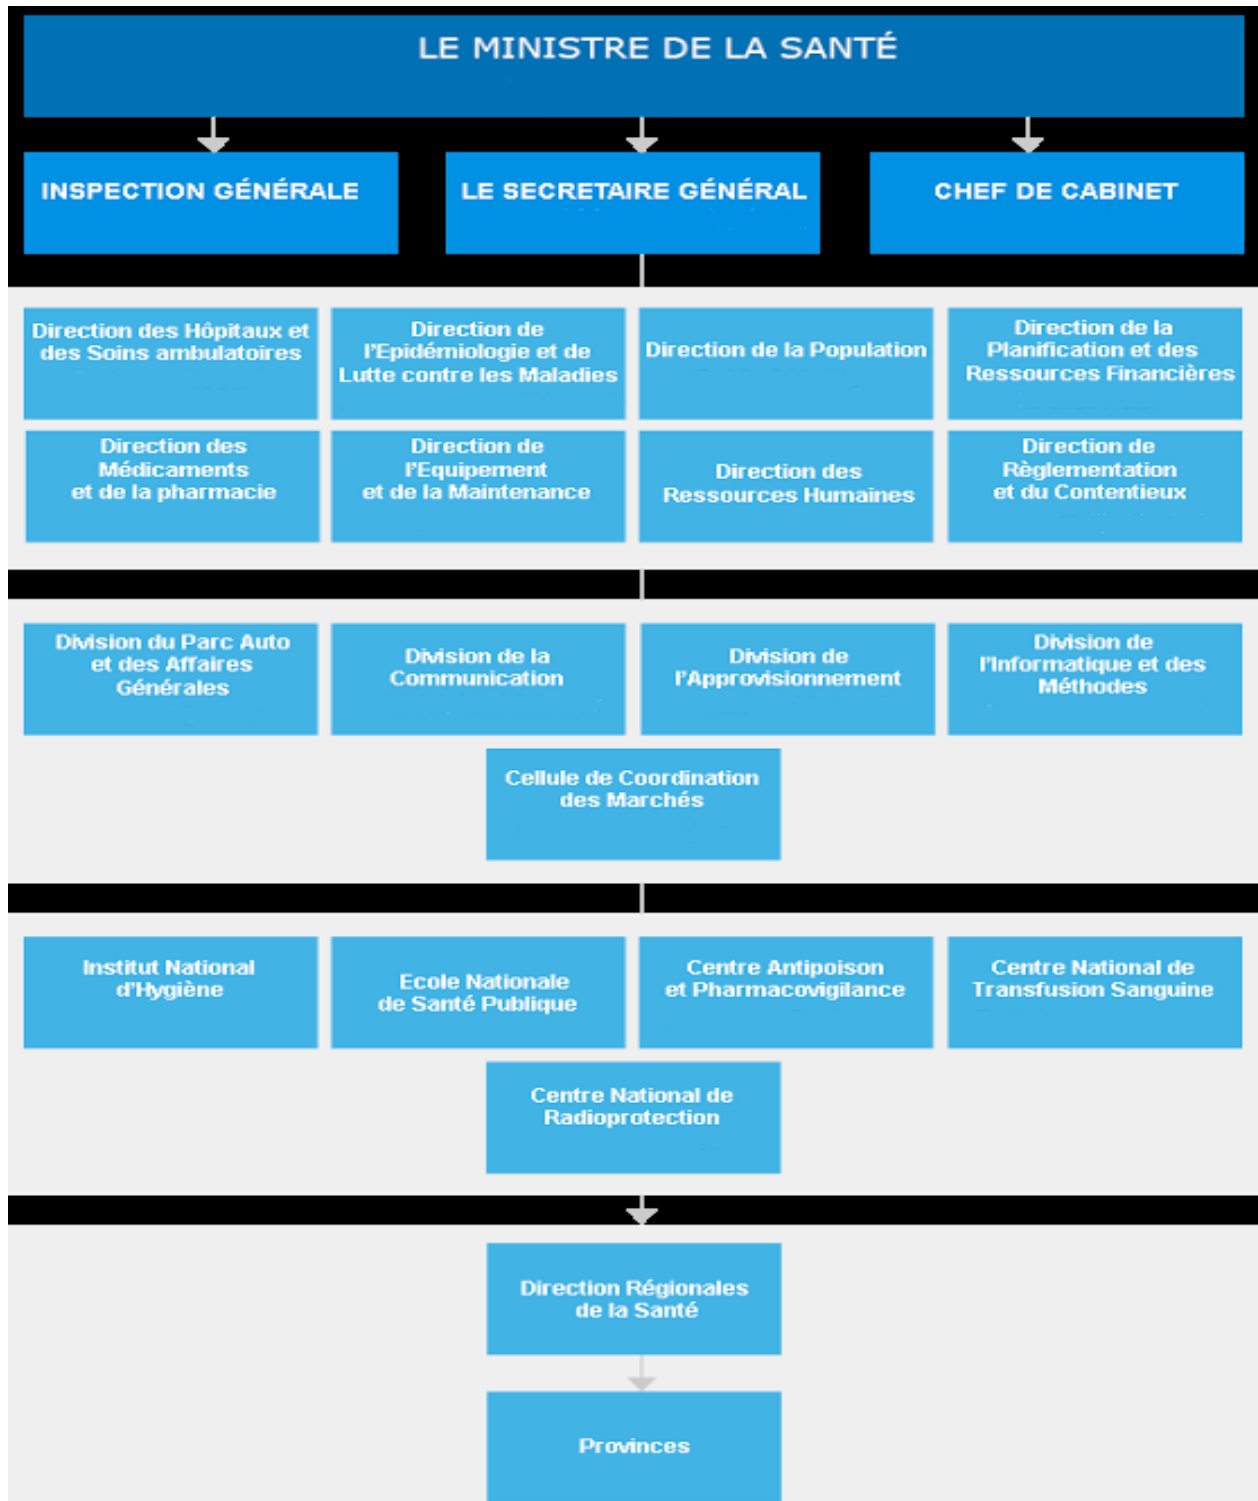 LE MINISTRE DE LA SANTÉ
INSPECTION GÉNÉRALE
LE SECRETAIRE GÉNÉRAL
CHEF DE CABINET
Direction des Hôpitaux et
des Soins ambulatoires
Direction de
l'Epidémiologie et de
Lutte contre les Maladies
Direction de la Population
Direction de la
Planification et des
Ressources Financières
Direction des
Médicaments
et de la pharmacie
Direction de
l'Equipement
et de la Maintenance
Direction des
Ressources Humaines
Direction de
Règlementation
et du Contentieux
Division du Parc Auto
et des Affaires
Générales
Division de la
Communication
Division de
l'Approvisionnement
Division de
l'Informatique et des
Méthodes
Cellule de Coordination
des Marchés
Institut National
d'Hygiène
Ecole Nationale
de Santé Publique
Centre Antipoison
et Pharmacovigilance
Centre National de
Transfusion Sanguine
Centre National de
Radioprotection
Direction Régionales
de la Santé
Provinces